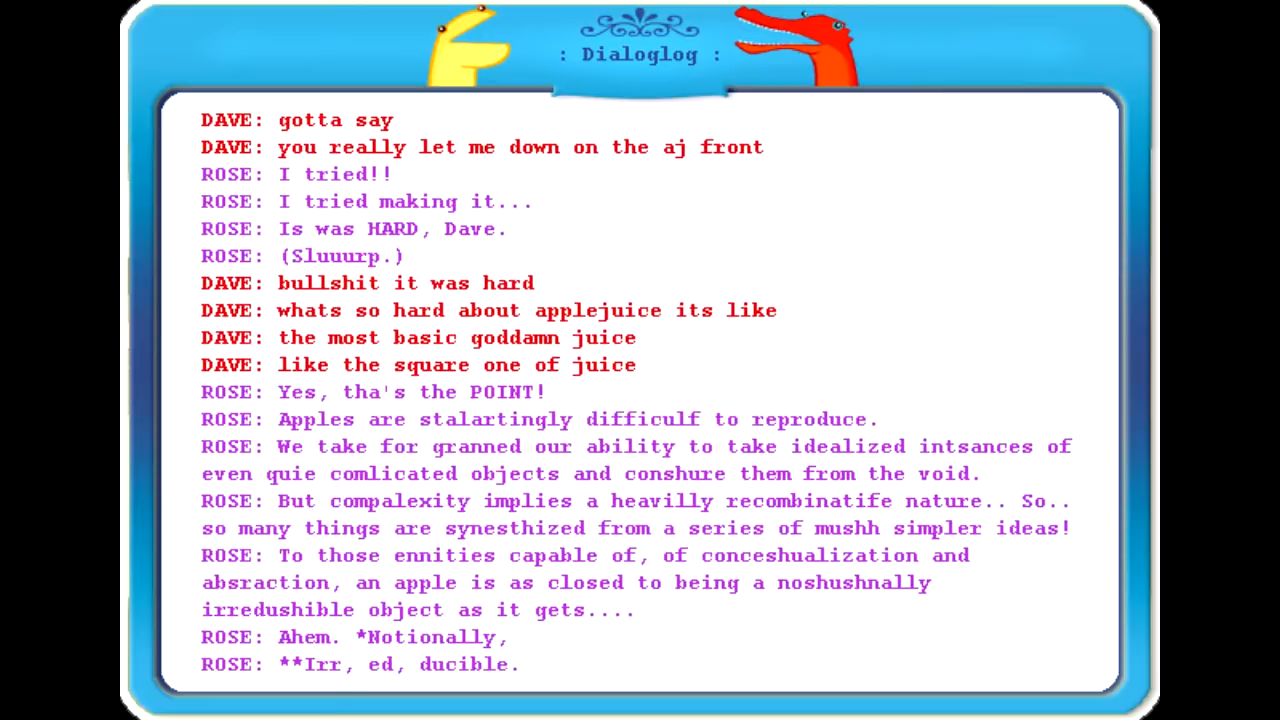 : Dialoglog :
DAVE: gotta say
DAVE: you really let me down on the aj front
ROSE: I tried!!
ROSE: I tried making it...
ROSE: Is was HARD, Dave.
ROSE: (Sluuurp.)
DAVE: bullshit it was hard
DAVE: whats so hard about applejuice its like
DAVE: the most basic goddamn juice
DAVE: like the square one of juice
ROSE: Yes, tha's the POINT!
ROSE: Apples are stalartingly difficulf to reproduce.
ROSE: We take for granned our ability to take idealized intsances of
even quie comlicated objects and conshure them from the void.
ROSE: But compalexity implies a heavilly recombinatife nature.. So..
so many things are synesthized from a series of mushh simpler ideas!
ROSE: To those ennities capable of, of conceshualization and
absraction, an apple is as closed to being a noshushnally
irredushible object as it gets....
ROSE: Ahem. *Notionally,
ROSE: **Irr, ed, ducible.